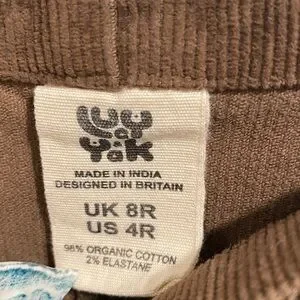 Lucy
&
Yak
MADE IN INDIA
DESIGNED IN BRITAIN
UK 8R
US 4R
98% ORGANIC COTTON
2% ELASTANE